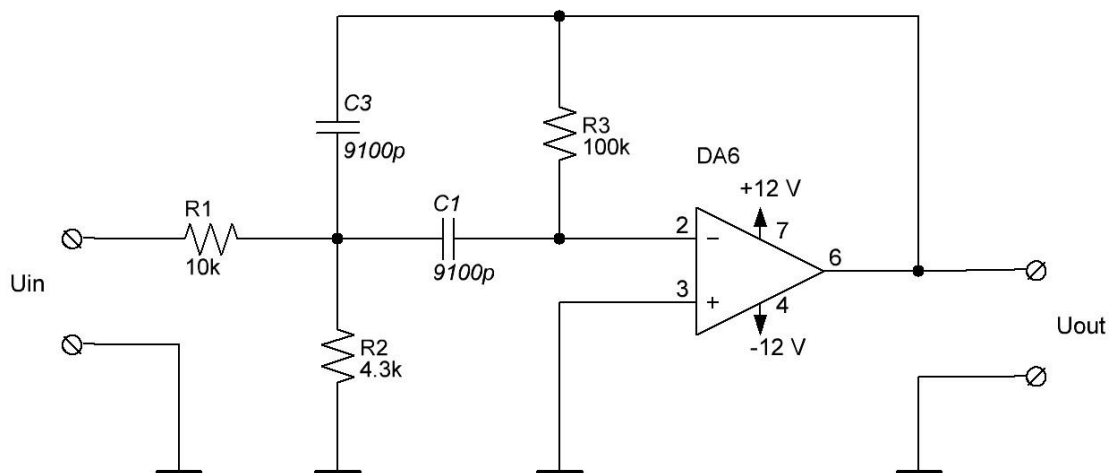 C3
9100p
R3
100k
DA6
+12 V
7
R1
10k
C1
9100p
2
−
6
Uin
3
+
4
-12 V
Uout
R2
4.3k